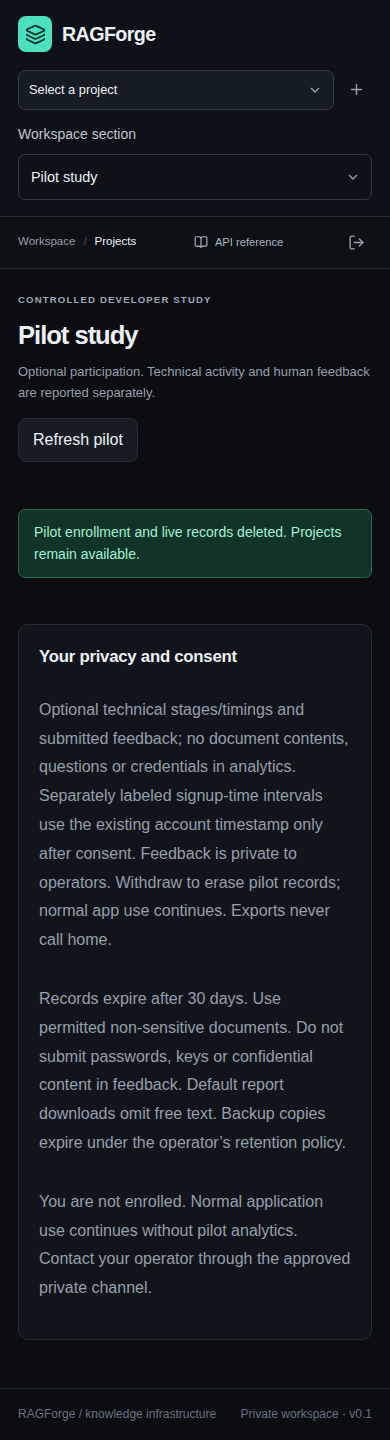 RAGForge
Select a project
Workspace section
Pilot study
Workspace / Projects
API reference
CONTROLLED DEVELOPER STUDY
Pilot study
Optional participation. Technical activity and human feedback
are reported separately.
Refresh pilot
Pilot enrollment and live records deleted. Projects
remain available.
Your privacy and consent
Optional technical stages/timings and
submitted feedback; no document contents,
questions or credentials in analytics.
Separately labeled signup-time intervals
use the existing account timestamp only
after consent. Feedback is private to
operators. Withdraw to erase pilot records;
normal app use continues. Exports never
call home.
Records expire after 30 days. Use
permitted non-sensitive documents. Do not
submit passwords, keys or confidential
content in feedback. Default report
downloads omit free text. Backup copies
expire under the operator’s retention policy.
You are not enrolled. Normal application
use continues without pilot analytics.
Contact your operator through the approved
private channel.
RAGForge / knowledge infrastructure
Private workspace · v0.1